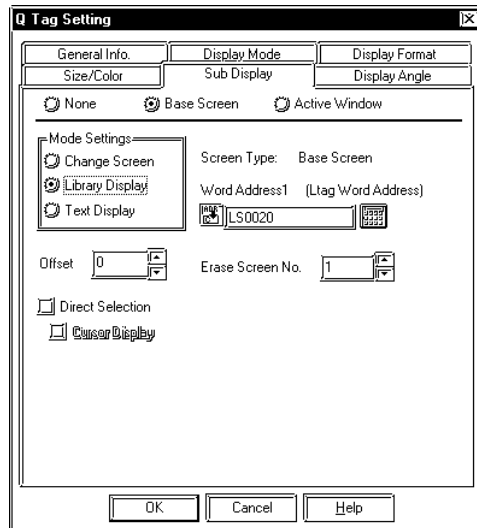 Q Tag Setting
General Info. Display Mode Display Format
Size/Color Sub Display Display Angle
None Base Screen Active Window
Mode Settings
Change Screen
Library Display
Text Display
Screen Type: Base Screen
Word Address1 (Ltag Word Address)
LS0020
Offset 0 Erase Screen No. 1
Direct Selection
Cursor Display
OK Cancel Help